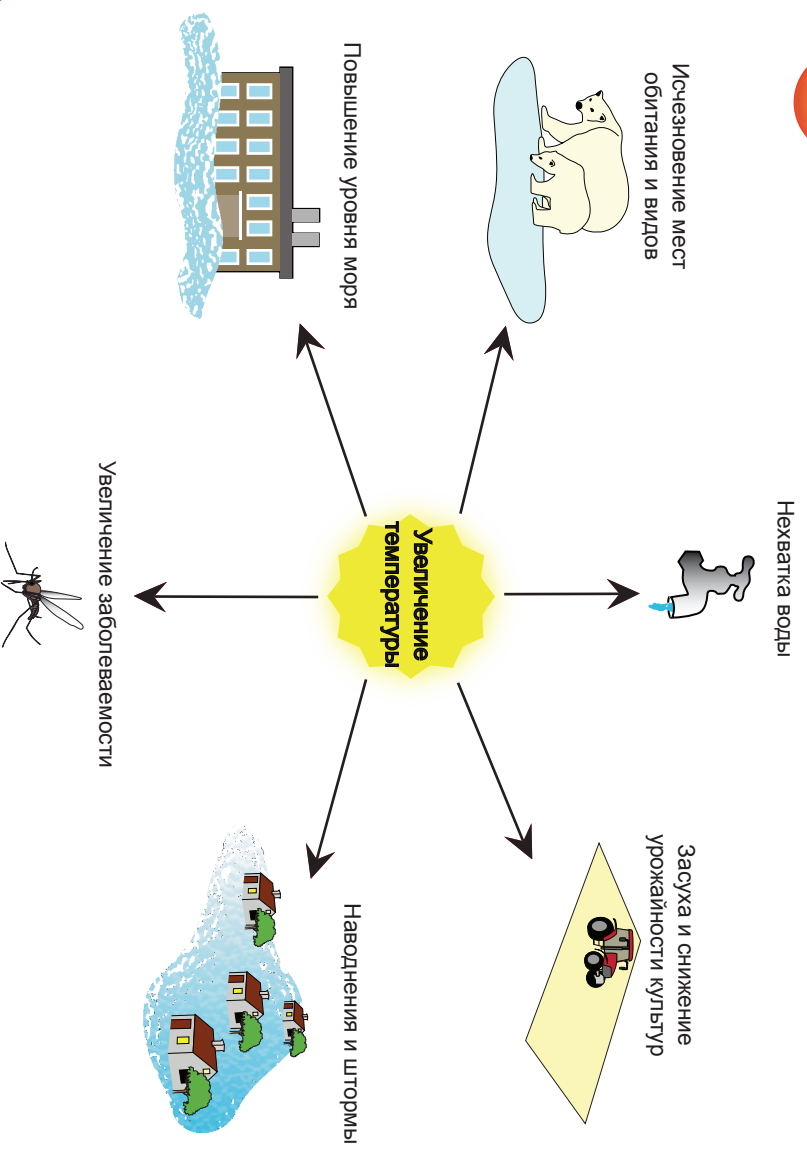 Нехватка воды
Исчезновение мест
обитания и видов
Засуха и снижение
урожайности культур
Увеличение
температуры
Повышение уровня моря
Наводнения и штормы
Увеличение заболеваемости